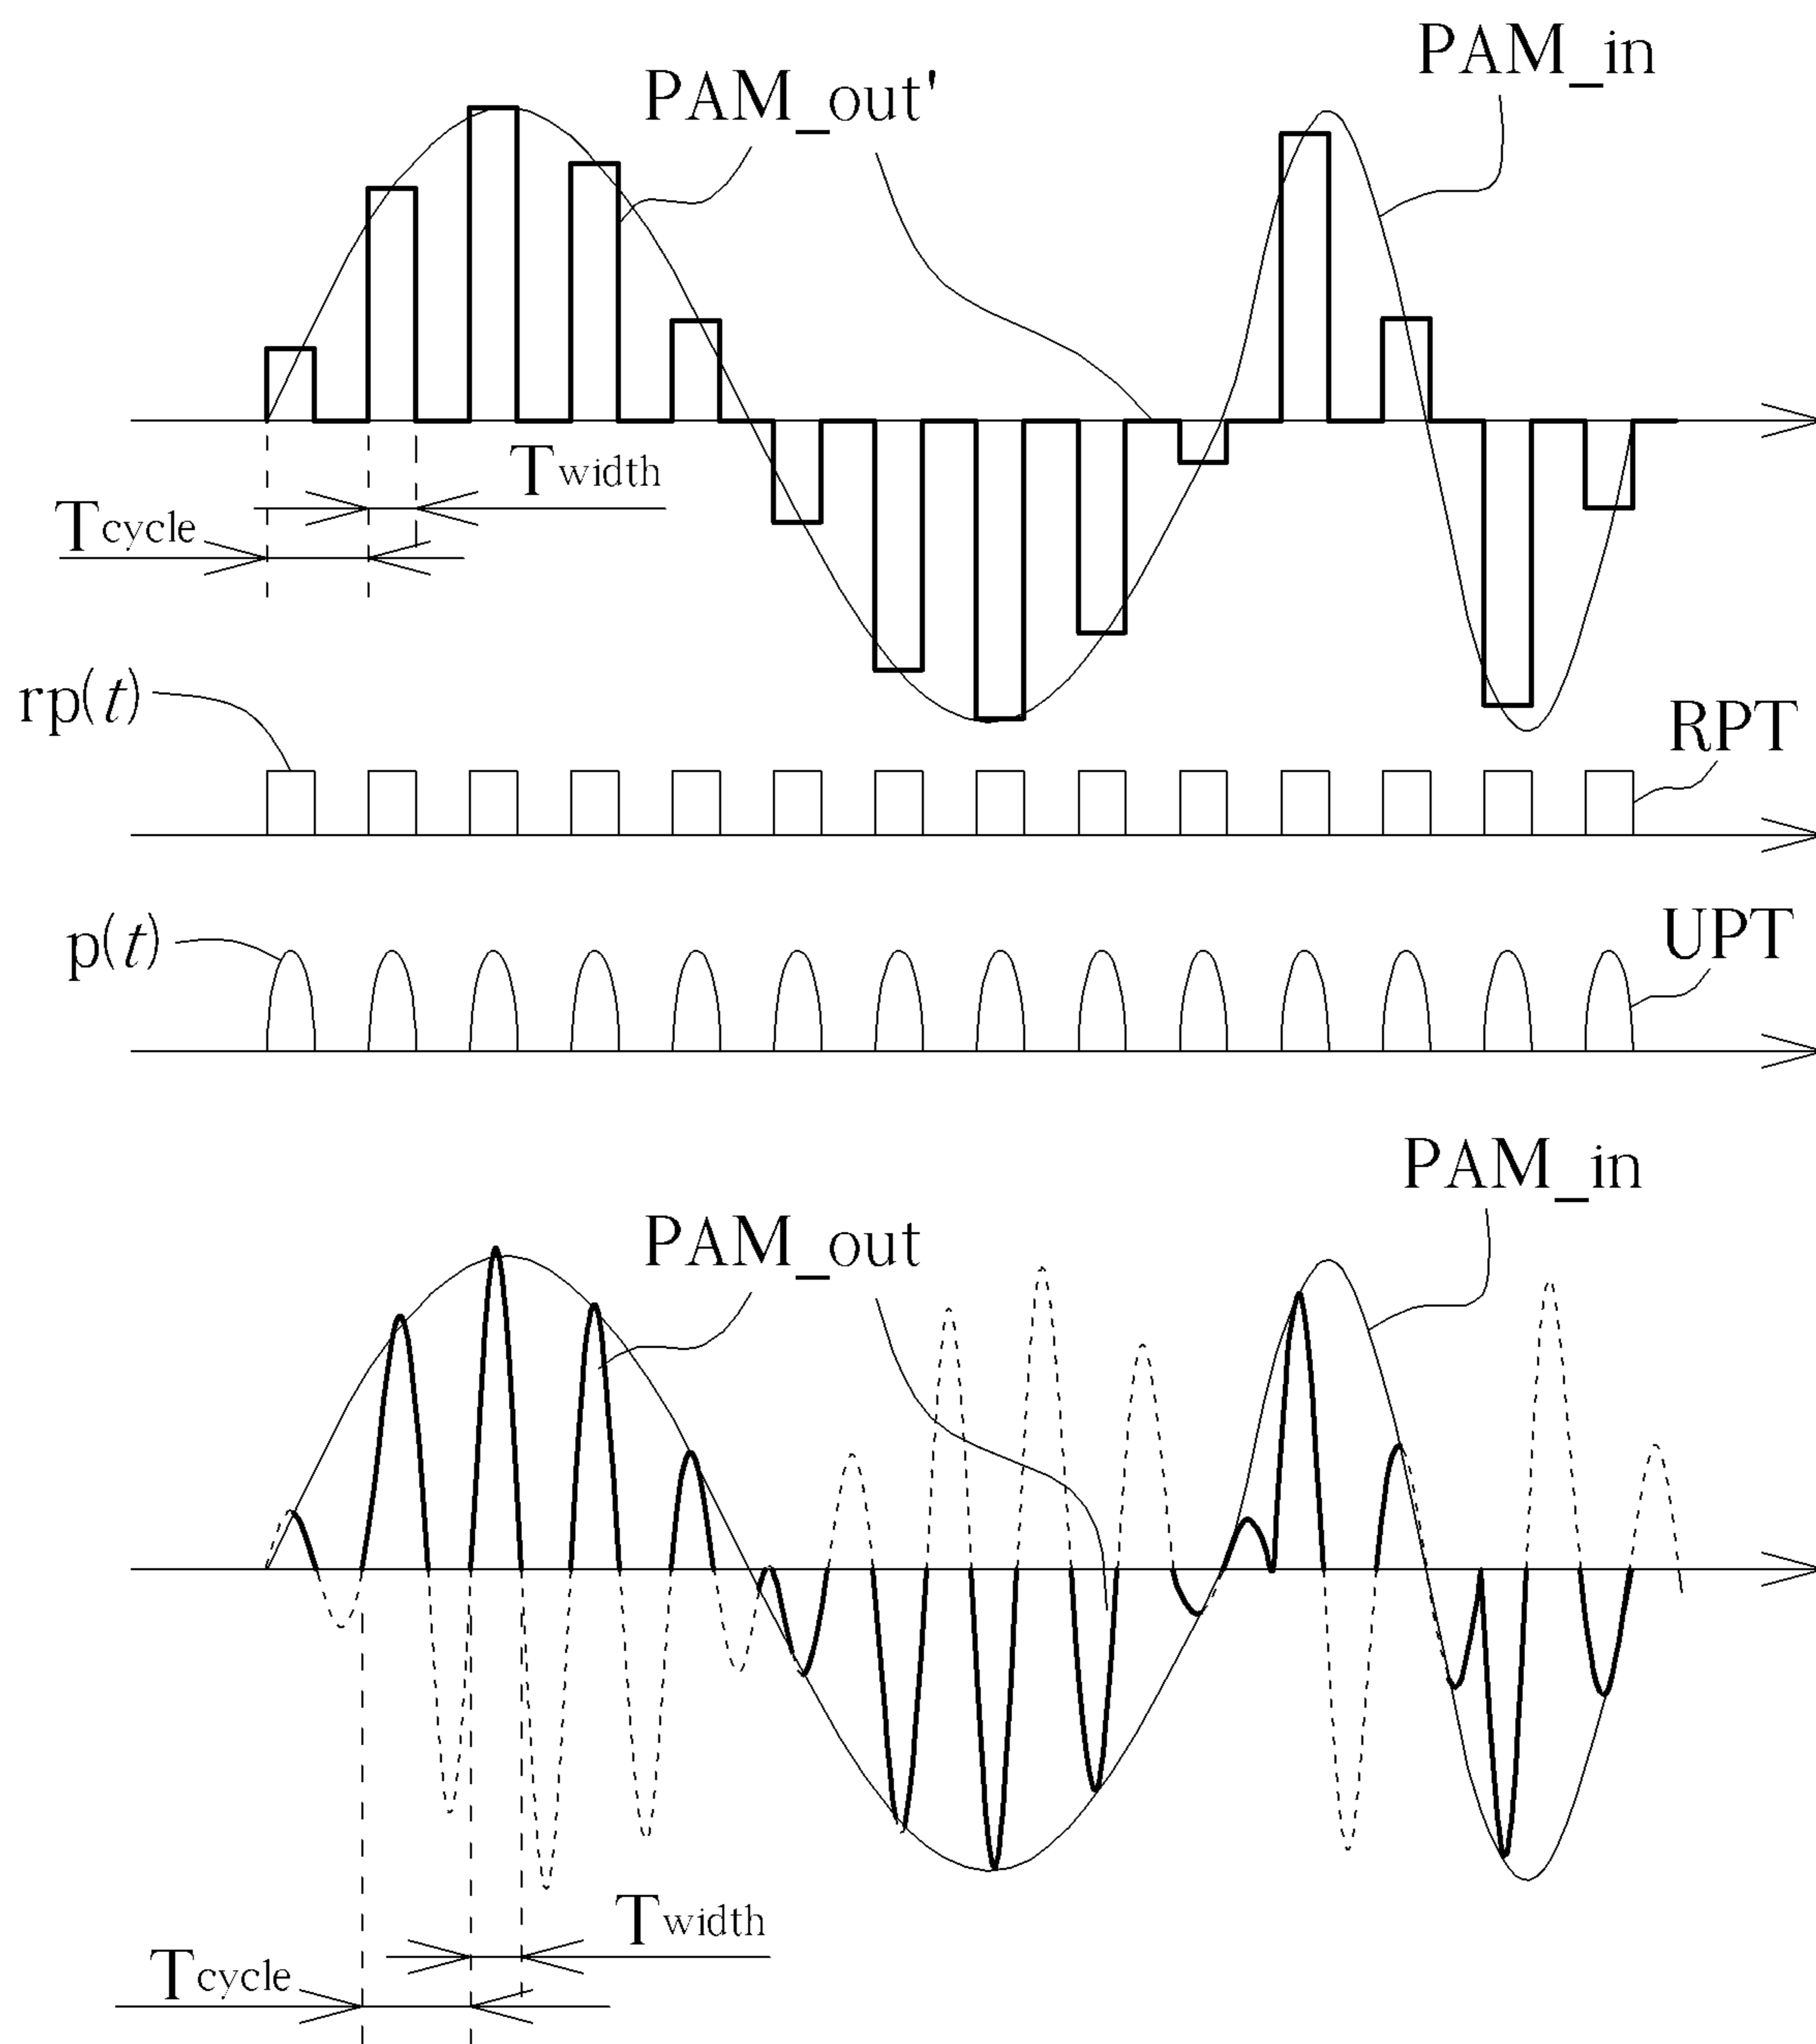 PAM_in
PAM_out'
Twidth
Tcycle
rp(t)
RPT
p(t)
UPT
PAM_in
PAM_out
Twidth
Tcycle